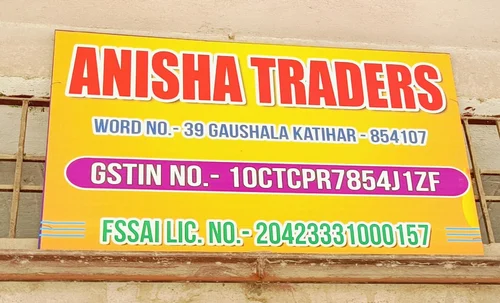 ANISHA TRADERS
WORD NO.- 39 GAUSHALA KATIHAR - 854107
GSTIN NO.- 10CTCPR7854J1ZF
FSSAI LIC. NO.- 20423331000157